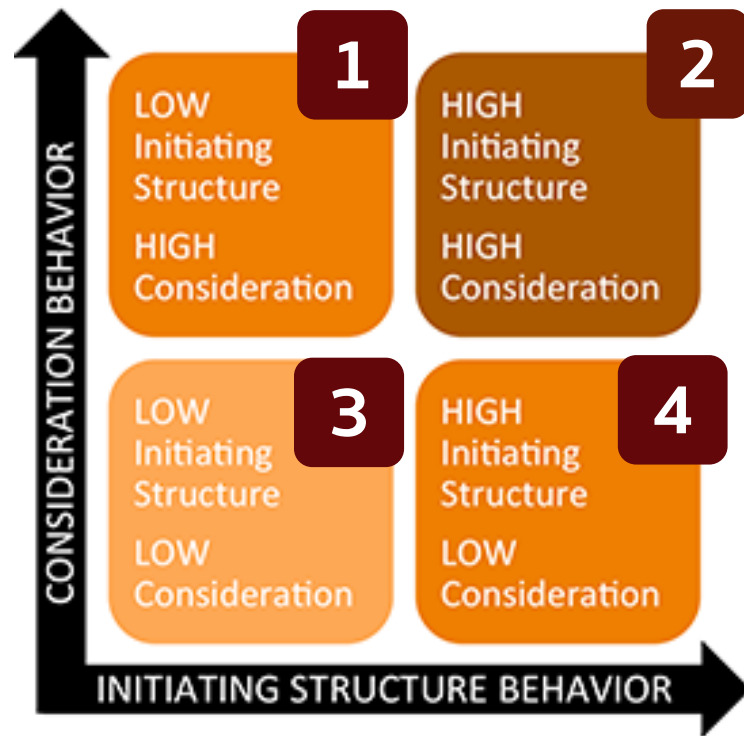 1
LOW
Initiating
Structure
HIGH
Consideration
2
HIGH
Initiating
Structure
HIGH
Consideration
3
LOW
Initiating
Structure
LOW
Consideration
4
HIGH
Initiating
Structure
LOW
Consideration
CONSIDERATION BEHAVIOR
INITIATING STRUCTURE BEHAVIOR